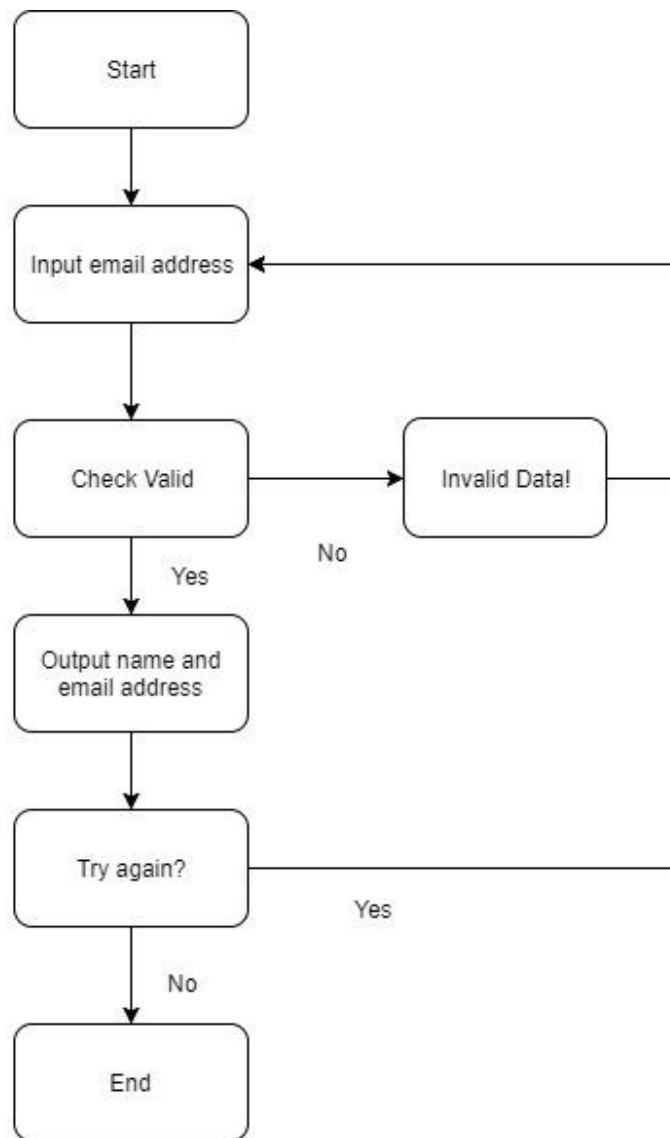 Start
Input email address
Check Valid
Invalid Data!
No
Yes
Output name and
email address
Try again?
Yes
No
End